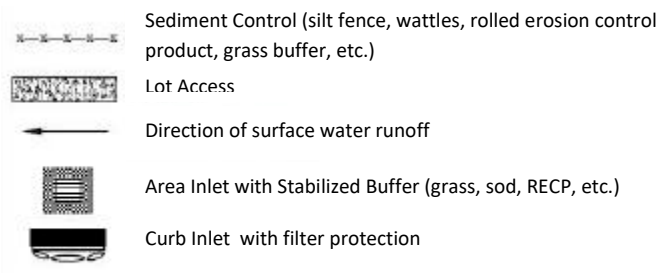 Sediment Control (silt fence, wattles, rolled erosion control
product, grass buffer, etc.)
Lot Access
Direction of surface water runoff
Area Inlet with Stabilized Buffer (grass, sod, RECP, etc.)
Curb Inlet with filter protection